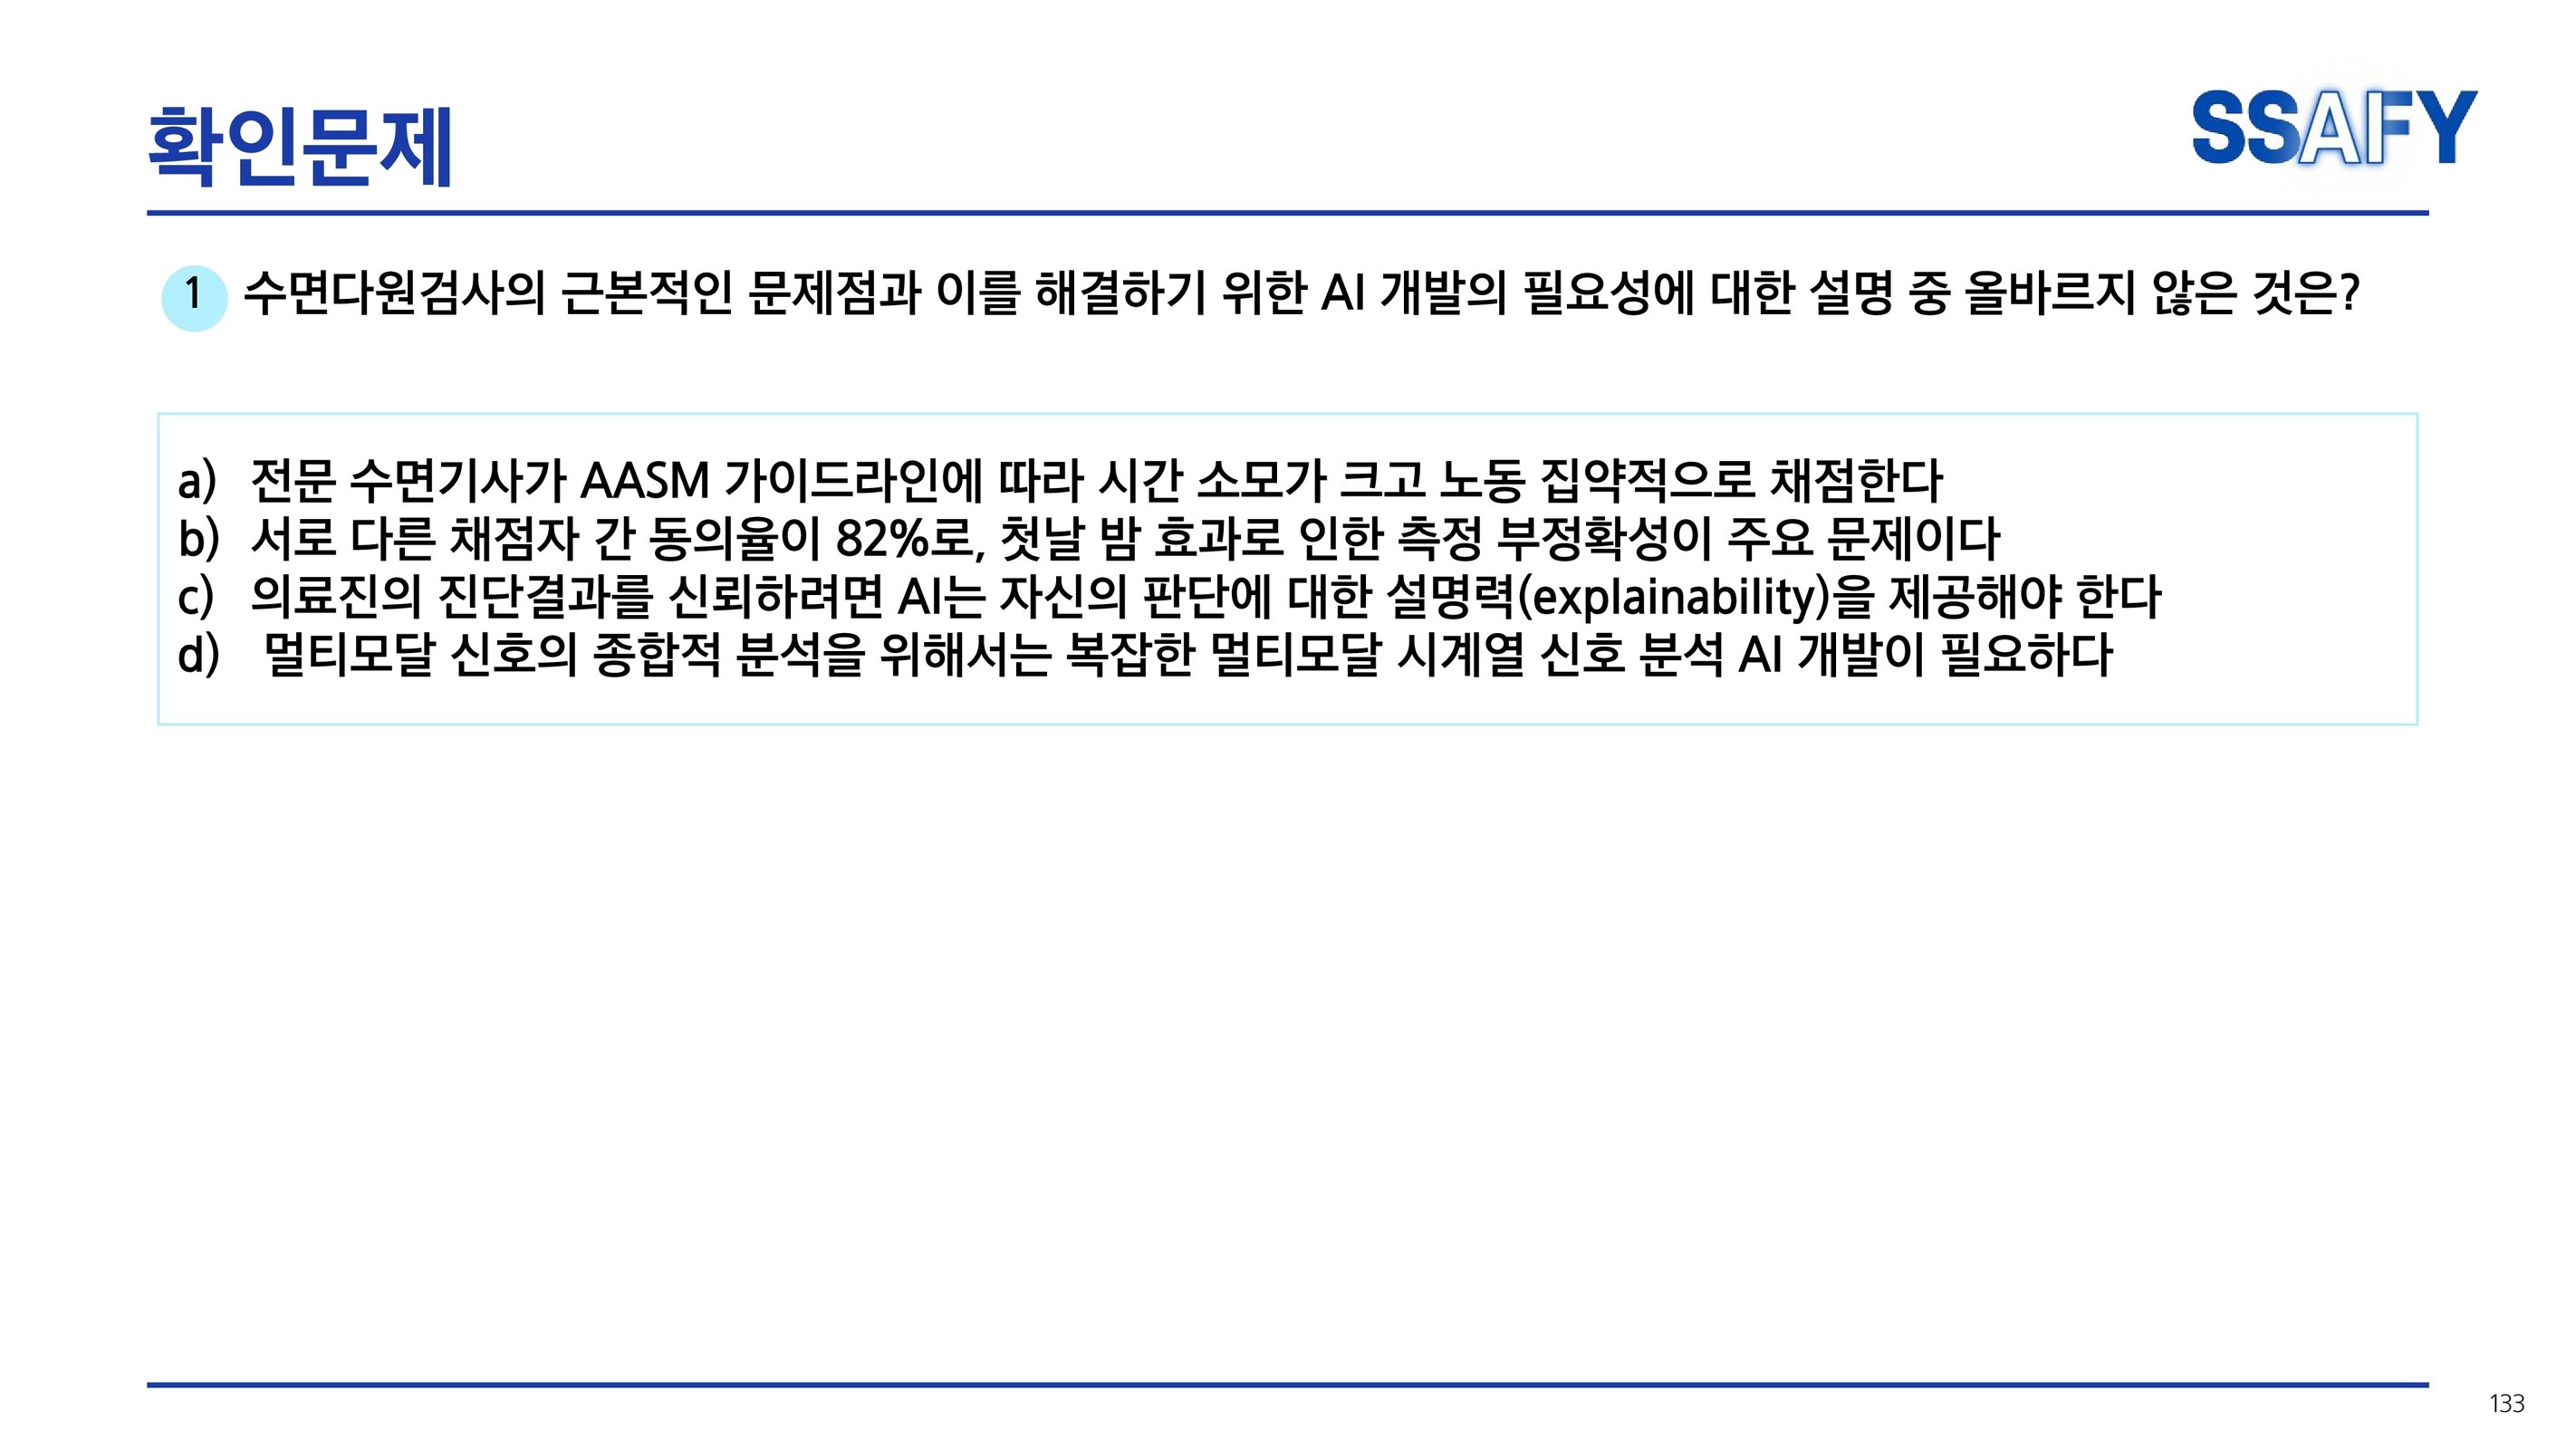 확인문제
SSAFY
1 수면다원검사의 근본적인 문제점과 이를 해결하기 위한 AI 개발의 필요성에 대한 설명 중 올바르지 않은 것은?
a) 전문 수면기사가 AASM 가이드라인에 따라 시간 소모가 크고 노동 집약적으로 채점한다
b) 서로 다른 채점자 간 동의율이 82%로, 첫날 밤 효과로 인한 측정 부정확성이 주요 문제이다
c) 의료진의 진단결과를 신뢰하려면 AI는 자신의 판단에 대한 설명력(explainability)을 제공해야 한다
d) 멀티모달 신호의 종합적 분석을 위해서는 복잡한 멀티모달 시계열 신호 분석 AI 개발이 필요하다
133